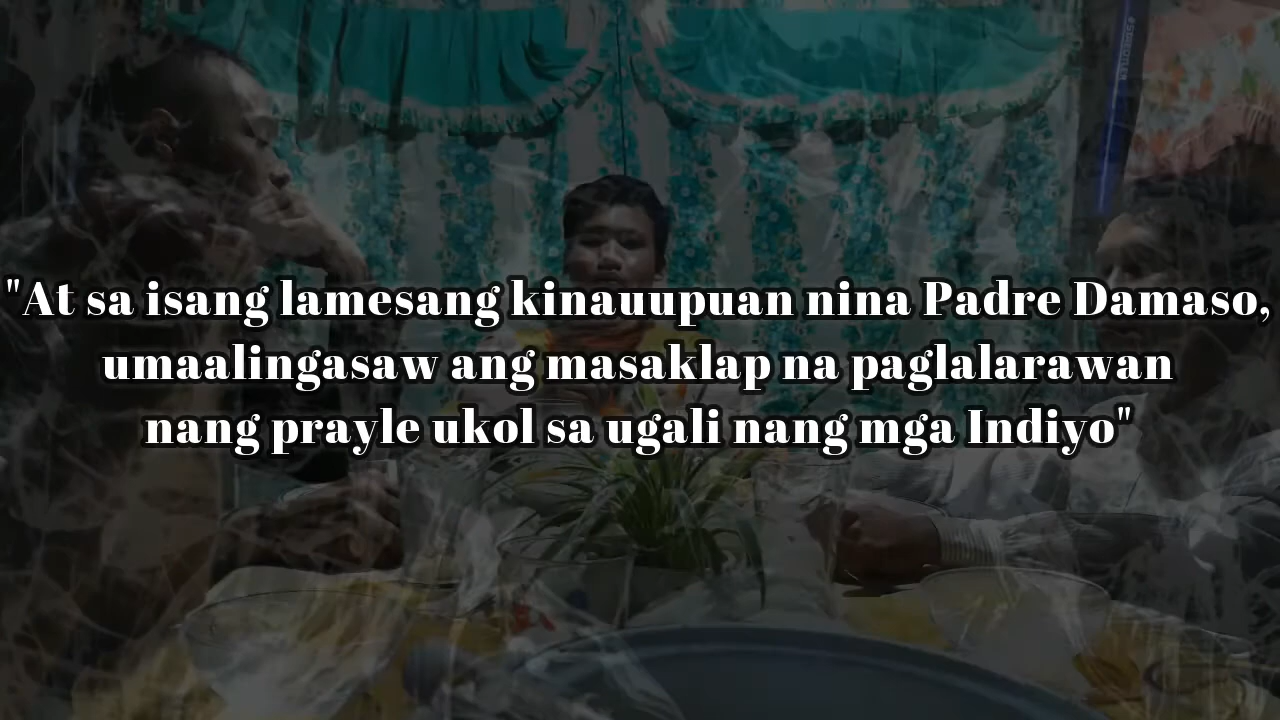 "At sa isang lamesang kinauupuan nina Padre Damaso,
umaalingasaw ang masaklap na paglalarawan
nang prayle ukol sa ugali nang mga Indiyo"